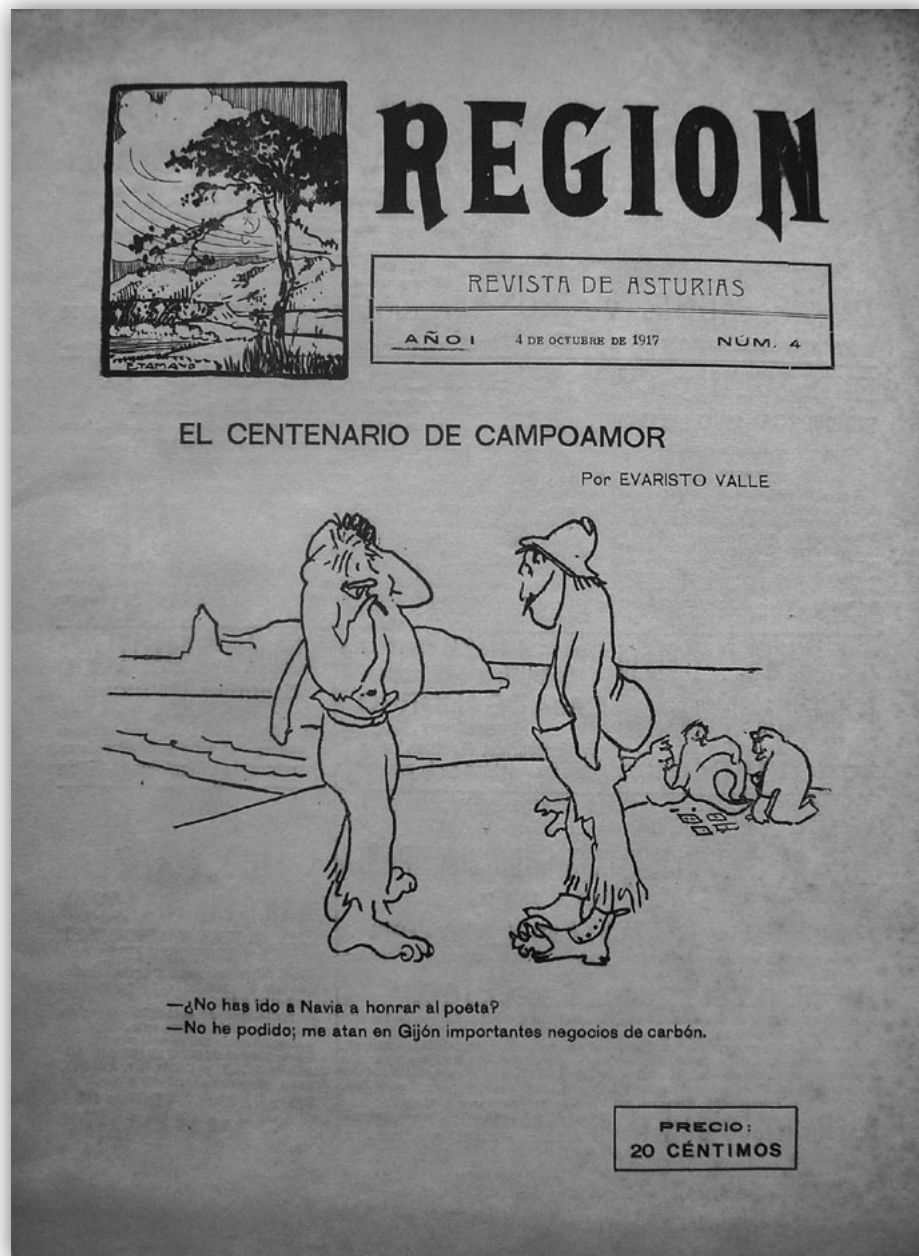 REGION
REVISTA DE ASTURIAS
AÑO I 4 DE OCTUBRE DE 1917 NÚM. 4
P. TAMAYO
EL CENTENARIO DE CAMPOAMOR
Por EVARISTO VALLE
—¿No has ido a Navia a honrar al poeta?
—No he podido; me atan en Gijón importantes negocios de carbón.
PRECIO:
20 CÉNTIMOS